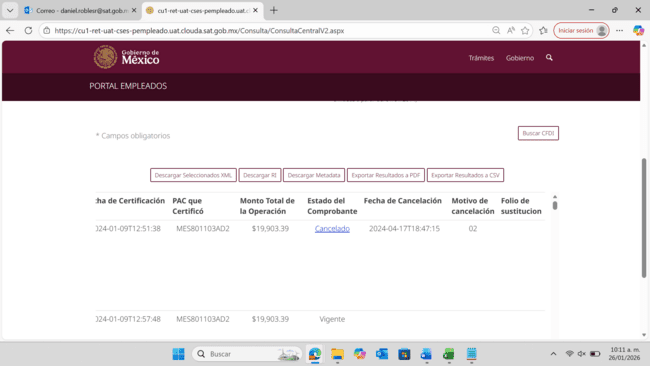 Correo - daniel.roblesr@sat.gob.m
cu1-ret-uat-cses-pempleado.uat.c
https://cu1-ret-uat-cses-pempleado.uat.clouda.sat.gob.mx/Consulta/ConsultaCentralV2.aspx
Iniciar sesión
Gobierno de
México
Trámites
Gobierno
PORTAL EMPLEADOS
* Campos obligatorios
Buscar CFDI
Descargar Seleccionados XML
Descargar RI
Descargar Metadata
Exportar Resultados a PDF
Exportar Resultados a CSV
cha de Certificación
PAC que Certificó
Monto Total de la Operación
Estado del Comprobante
Fecha de Cancelación
Motivo de cancelación
Folio de sustitucion
024-01-09T12:51:38
MES801103AD2
$19,903.39
Cancelado
2024-04-17T18:47:15
02
024-01-09T12:57:48
MES801103AD2
$19,903.39
Vigente
Buscar
10:11 a. m.
26/01/2026